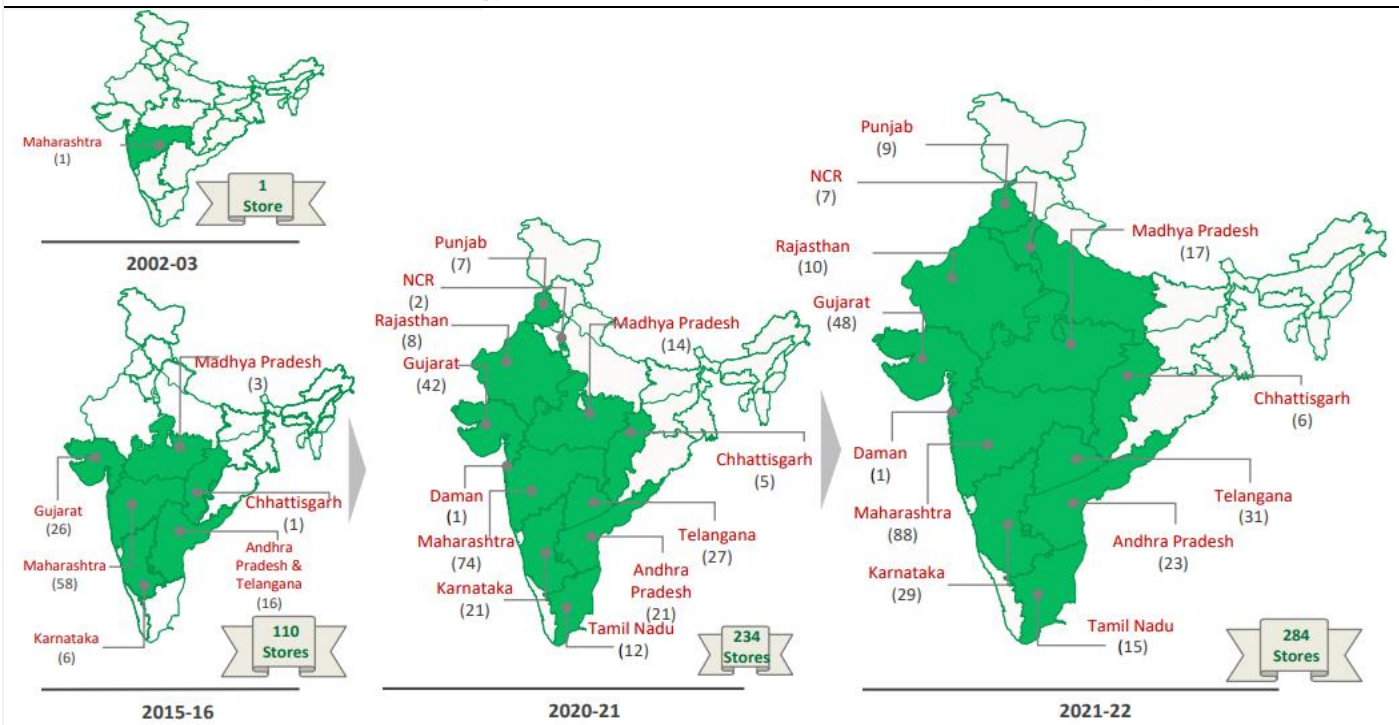 Maharashtra
(1)
1
Store
2002-03
Madhya Pradesh
(3)
Gujarat
(26)
Chhattisgarh
(1)
Maharashtra
(58)
Andhra
Pradesh &
Telangana
(16)
Karnataka
(6)
110
Stores
2015-16
Punjab
(7)
NCR
(2)
Rajasthan
(8)
Madhya Pradesh
(14)
Gujarat
(42)
Chhattisgarh
(5)
Daman
(1)
Telangana
(27)
Maharashtra
(74)
Andhra
Pradesh
(21)
Karnataka
(21)
Tamil Nadu
(12)
234
Stores
2020-21
Punjab
(9)
NCR
(7)
Madhya Pradesh
(17)
Rajasthan
(10)
Gujarat
(48)
Chhattisgarh
(6)
Daman
(1)
Telangana
(31)
Maharashtra
(88)
Andhra Pradesh
(23)
Karnataka
(29)
Tamil Nadu
(15)
284
Stores
2021-22